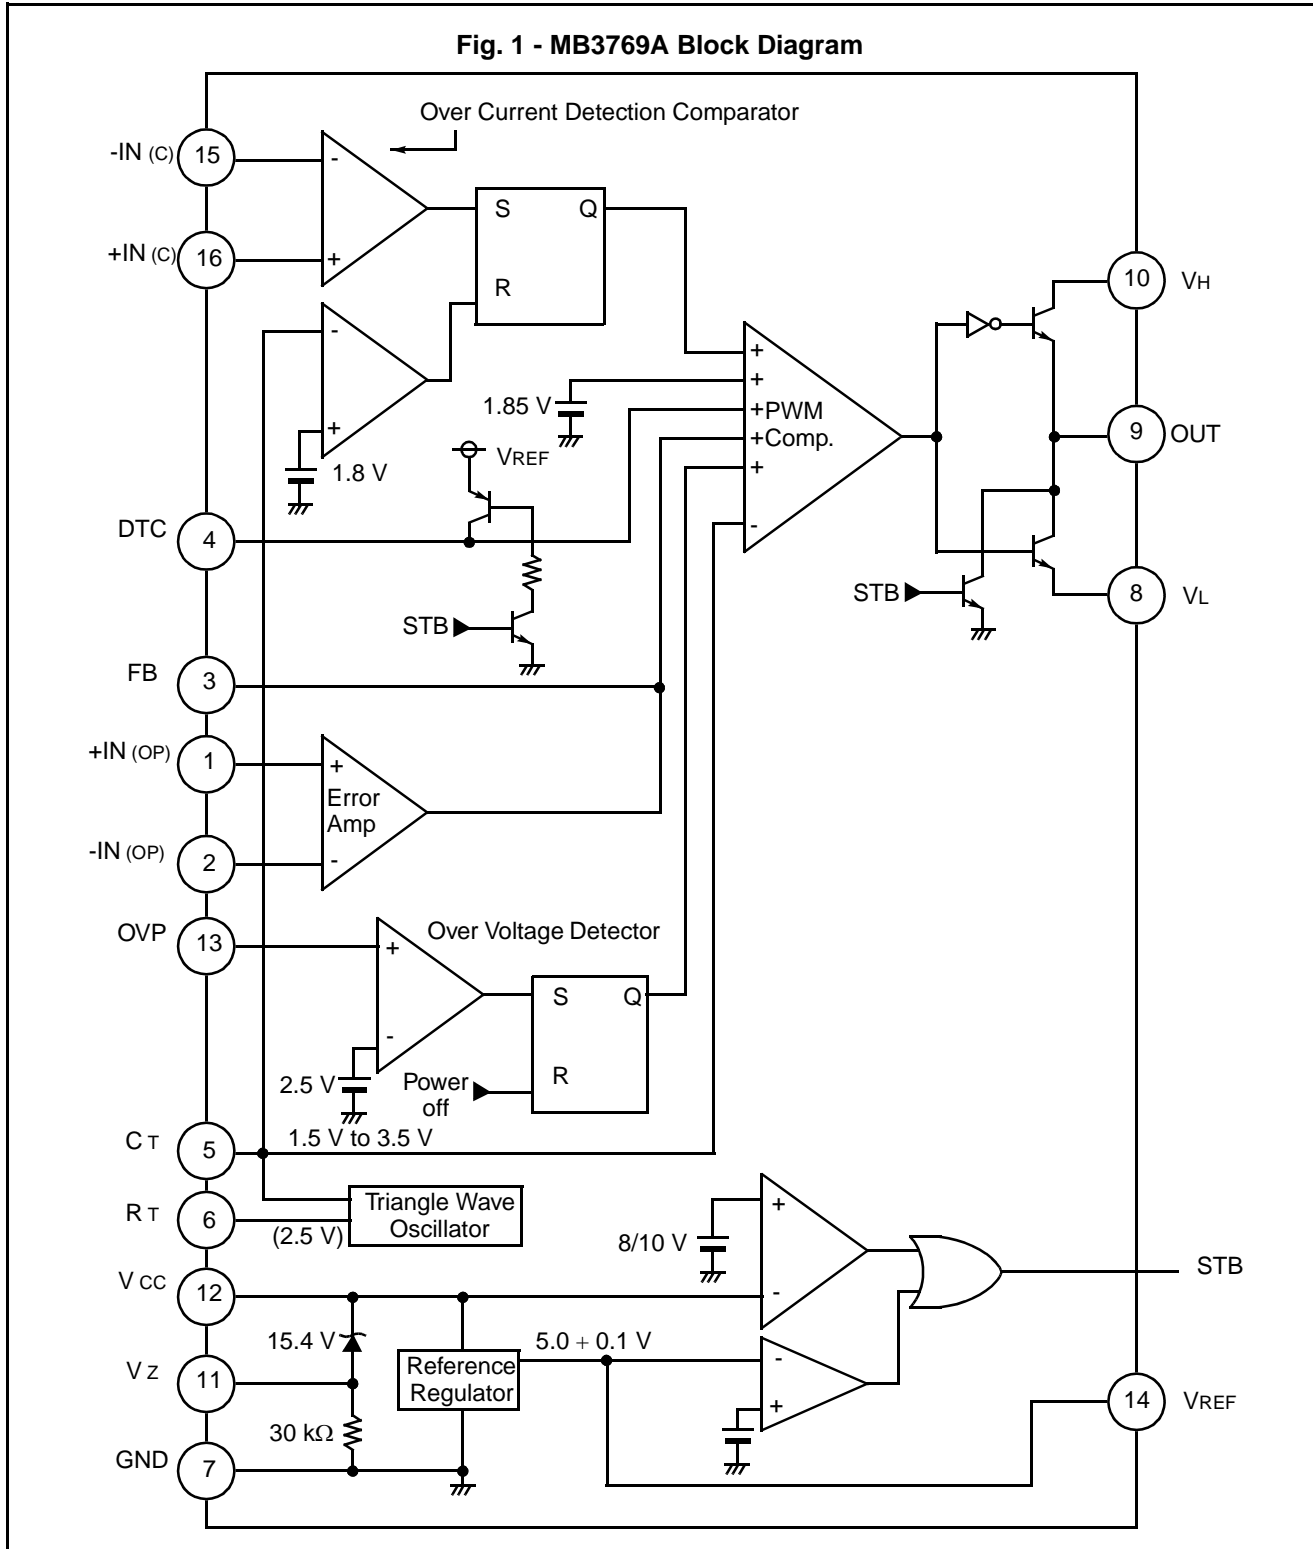 Fig. 1 - MB3769A Block Diagram
Over Current Detection Comparator
-IN (C) 15
-
S Q
+IN (C) 16
+
R
10 VH
-
+
1.8 V
+
+
1.85 V
+PWM
+Comp.
+
-
9 OUT
VREF
DTC 4
STB
STB
8 VL
FB 3
+IN (OP) 1
+
Error
Amp
-IN (OP) 2
-
OVP 13
Over Voltage Detector
+
S Q
-
2.5 V
Power
off
R
CT 5
1.5 V to 3.5 V
RT 6
(2.5 V)
Triangle Wave
Oscillator
+
8/10 V
-
STB
VCC 12
15.4 V
5.0 + 0.1 V
Reference
Regulator
-
+
VZ 11
30 kΩ
14 VREF
GND 7